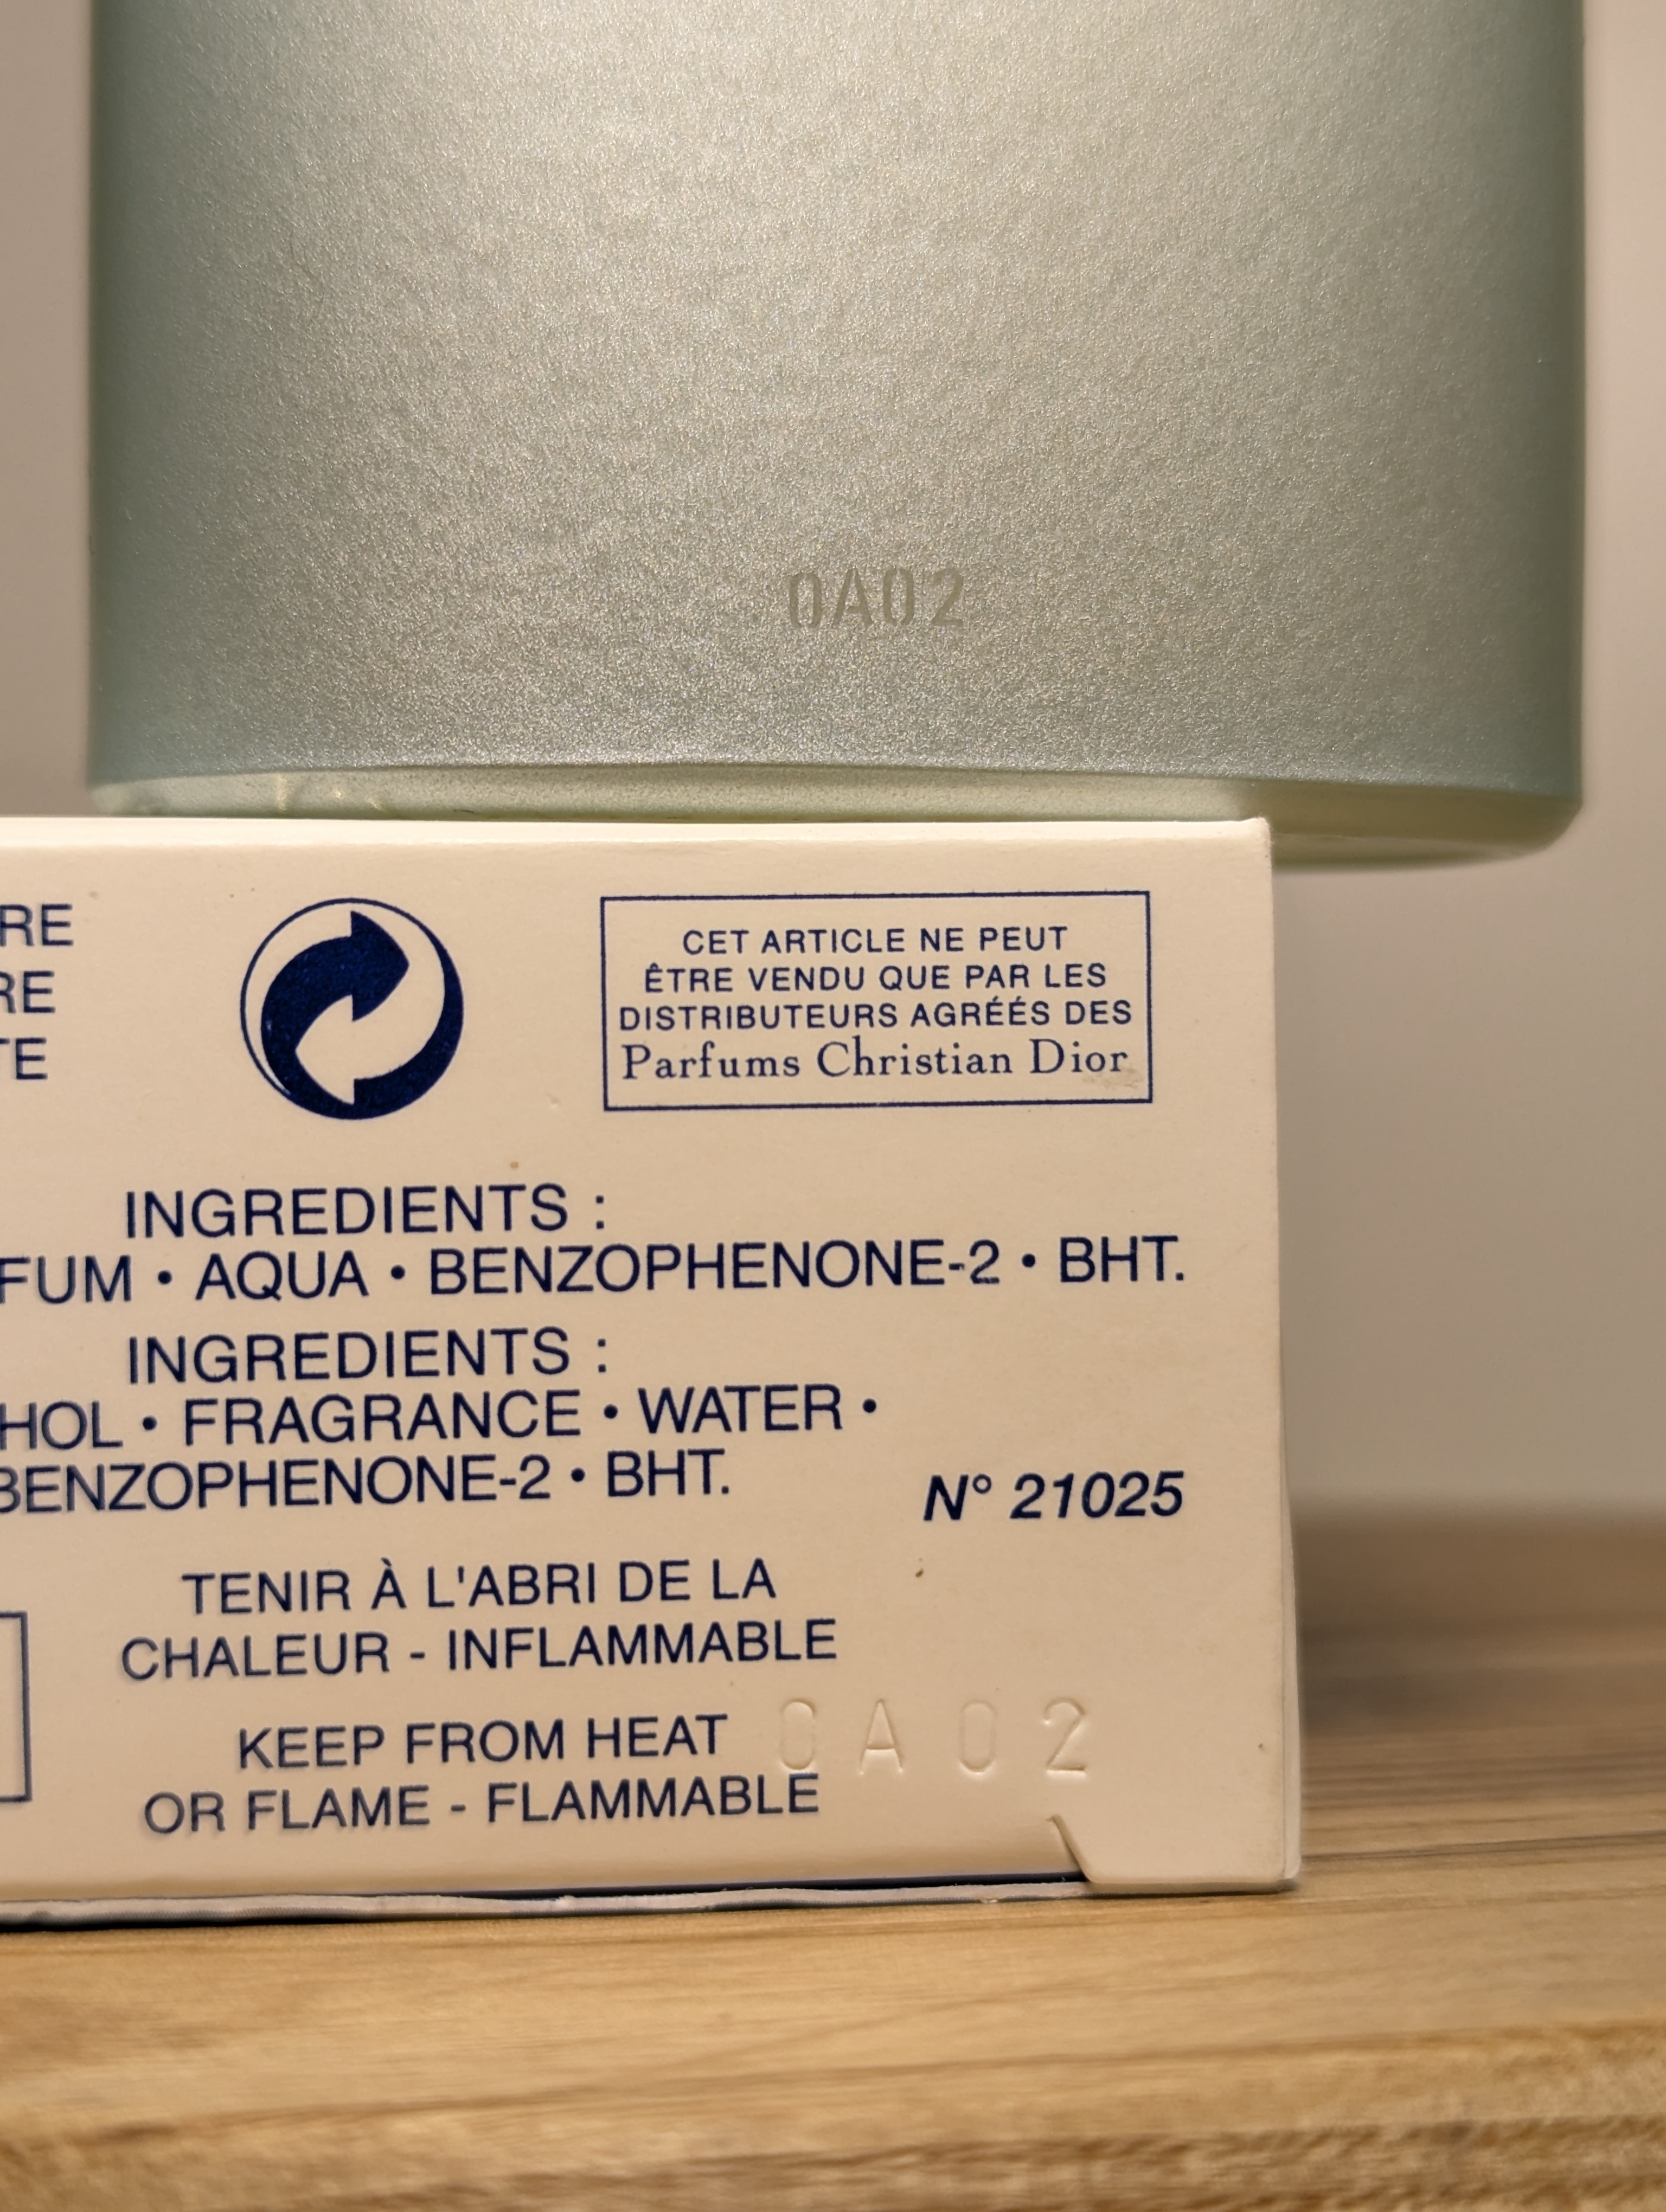 0A02
RE
RE
TE
CET ARTICLE NE PEUT
ÊTRE VENDU QUE PAR LES
DISTRIBUTEURS AGRÉÉS DES
Parfums Christian Dior
INGREDIENTS :
FUM • AQUA • BENZOPHENONE-2 • BHT.
INGREDIENTS :
HOL • FRAGRANCE • WATER •
BENZOPHENONE-2 • BHT.
N° 21025
TENIR À L'ABRI DE LA
CHALEUR - INFLAMMABLE
KEEP FROM HEAT
OR FLAME - FLAMMABLE
0A02